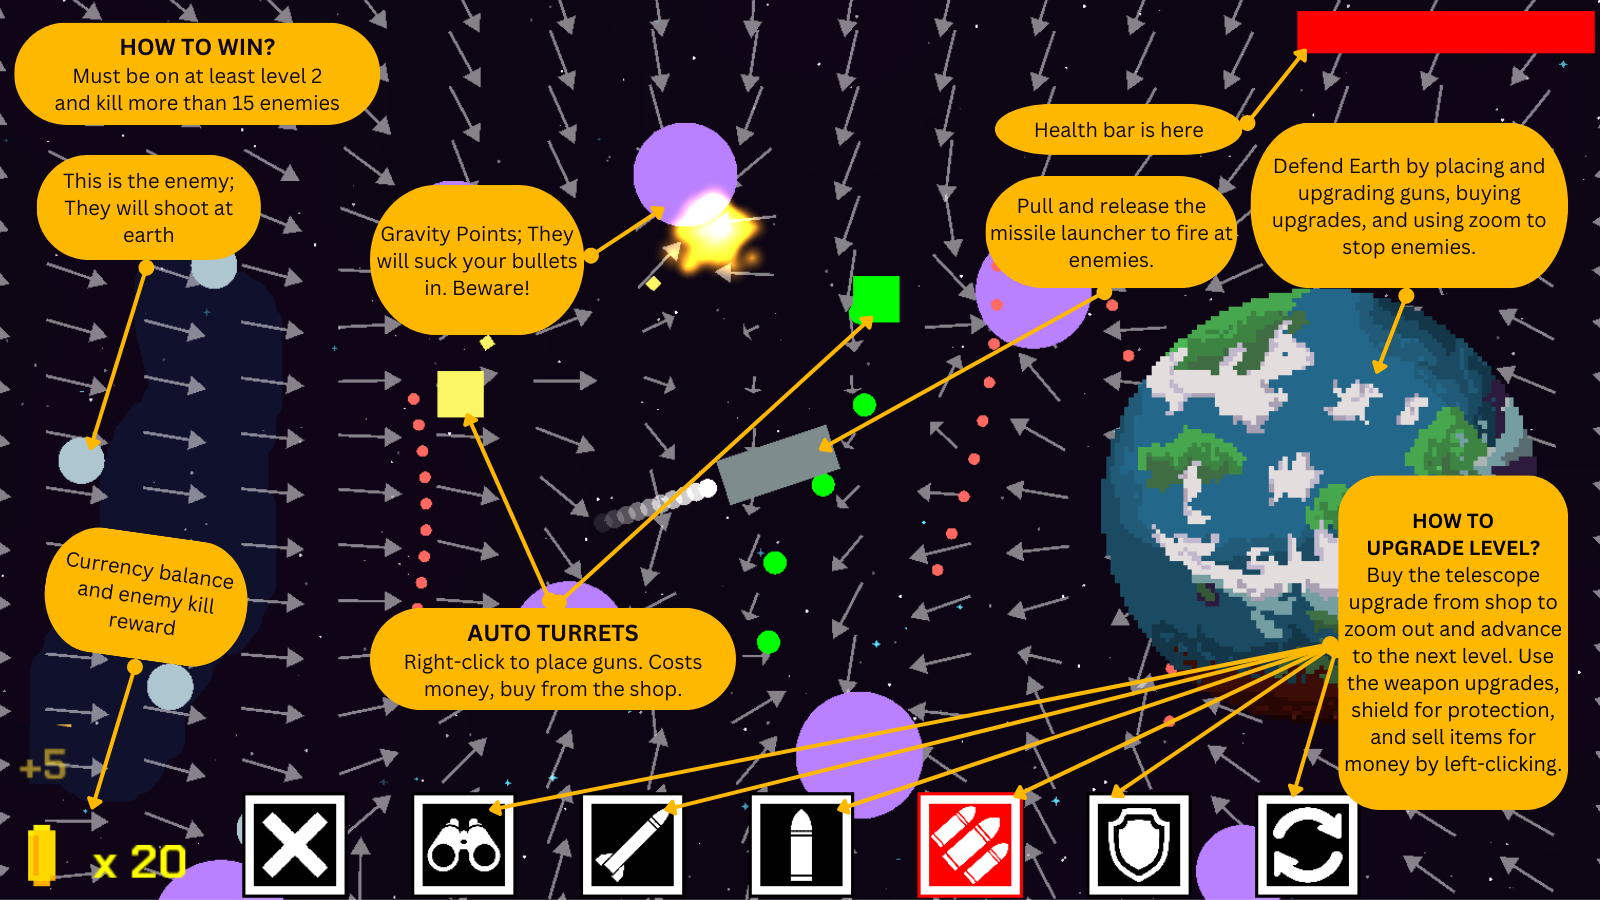 HOW TO WIN?
Must be on at least level 2
and kill more than 15 enemies
Health bar is here
This is the enemy;
They will shoot at
earth
Gravity Points; They
will suck your bullets
in. Beware!
Pull and release the
missile launcher to fire at
enemies.
Defend Earth by placing and
upgrading guns, buying
upgrades, and using zoom to
stop enemies.
Currency balance
and enemy kill
reward
AUTO TURRETS
Right-click to place guns. Costs
money, buy from the shop.
HOW TO
UPGRADE LEVEL?
Buy the telescope
upgrade from shop to
zoom out and advance
to the next level. Use
the weapon upgrades,
shield for protection,
and sell items for
money by left-clicking.
+5
x 20